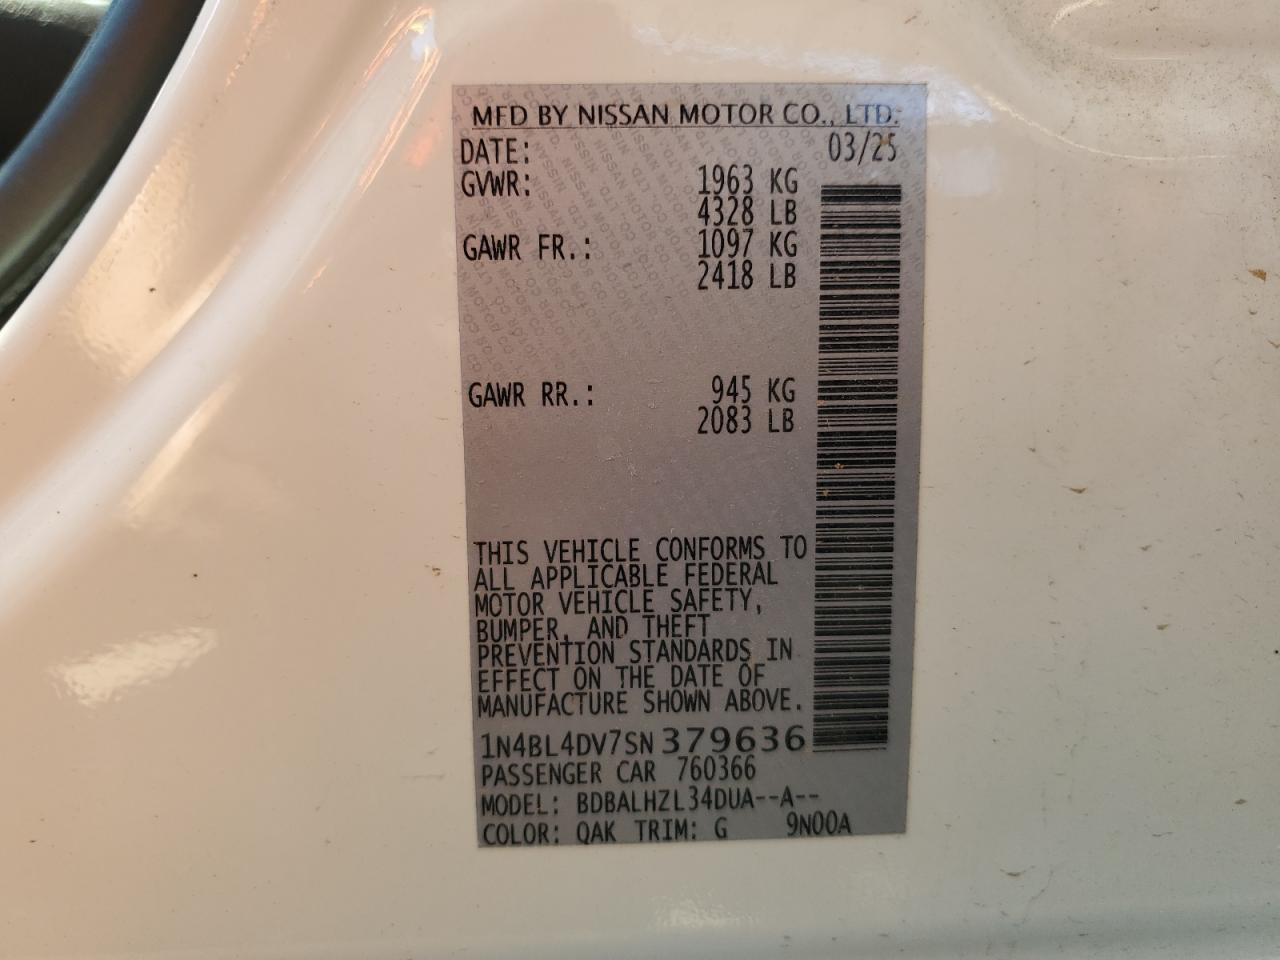 MFD BY NISSAN MOTOR CO., LTD.
DATE: 03/25
GVWR: 1963 KG
4328 LB
GAWR FR.: 1097 KG
2418 LB
GAWR RR.: 945 KG
2083 LB
THIS VEHICLE CONFORMS TO
ALL APPLICABLE FEDERAL
MOTOR VEHICLE SAFETY,
BUMPER, AND THEFT
PREVENTION STANDARDS IN
EFFECT ON THE DATE OF
MANUFACTURE SHOWN ABOVE.
1N4BL4DV7SN379636
PASSENGER CAR 760366
MODEL: BDBALHZL34DUA--A--
COLOR: QAK TRIM: G 9N00A